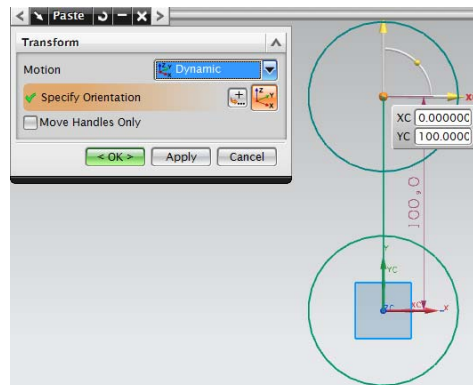 Paste
Transform
Motion
Dynamic
Specify Orientation
Move Handles Only
< OK >
Apply
Cancel
XC 0.000000
YC 100.0000
100,0
Y
YC
ZC
XC
X
Z
Y
X